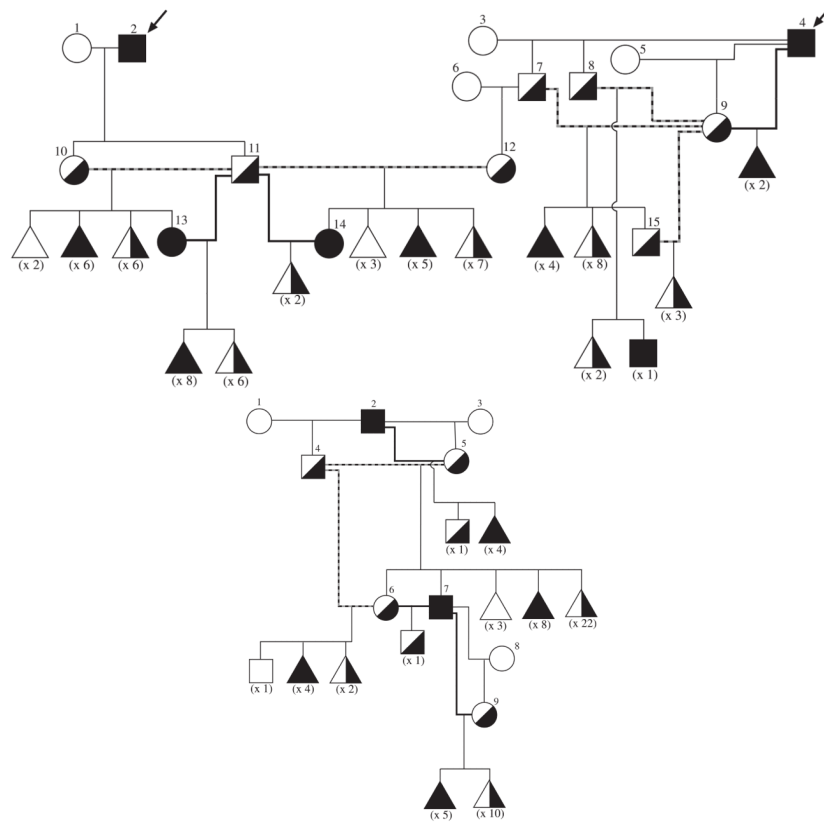 1
2
3
4
5
6
7
8
9
10
11
12
15
(x 2)
13
14
(x 2)
(x 6)
(x 6)
(x 3)
(x 5)
(x 7)
(x 4)
(x 8)
(x 2)
(x 3)
(x 8)
(x 6)
(x 2)
(x 1)
1
2
3
4
5
(x 1)
(x 4)
6
7
(x 3)
(x 8)
(x 22)
8
(x 1)
(x 1)
(x 4)
(x 2)
9
(x 5)
(x 10)